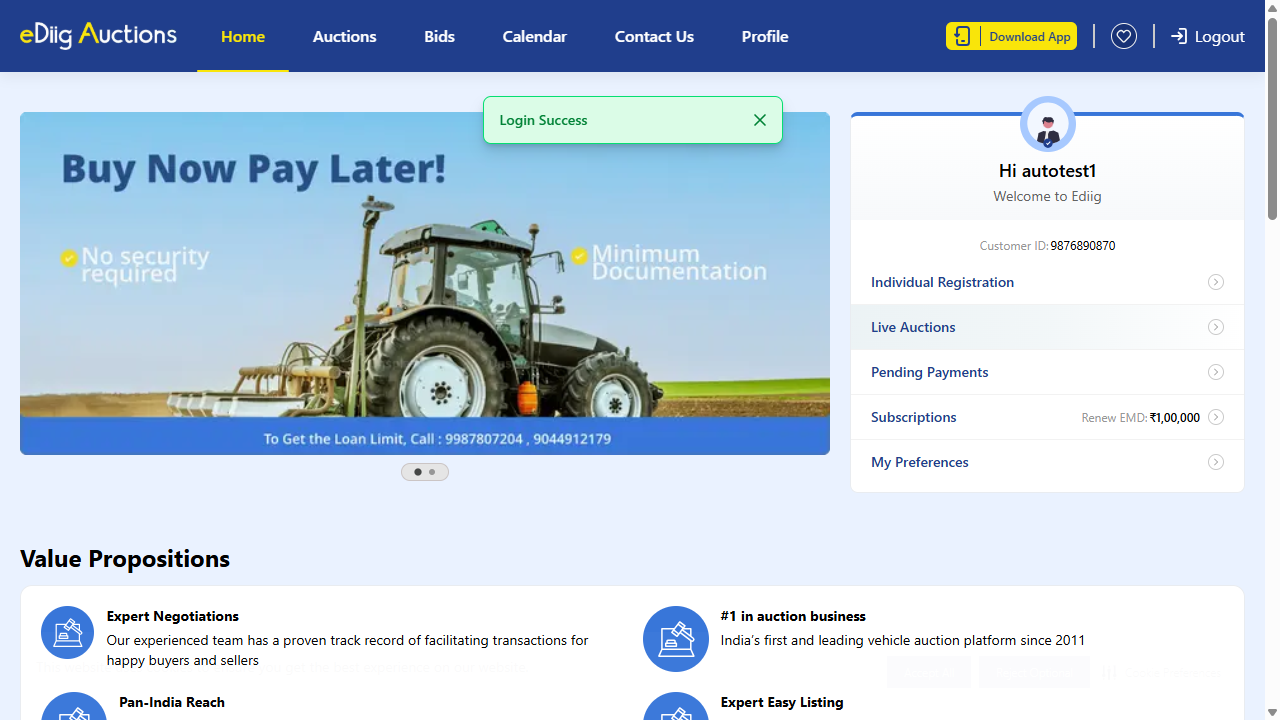 eDiig Auctions
Home
Auctions
Bids
Calendar
Contact Us
Profile
Download App
Logout
Login Success
Buy Now Pay Later!
No security
required
Minimum
Documentation
To Get the Loan Limit, Call : 9987807204 , 9044912179
Hi autotest1
Welcome to Ediig
Customer ID: 9876890870
Individual Registration
Live Auctions
Pending Payments
Subscriptions
Renew EMD: ₹1,00,000
My Preferences
Value Propositions
Expert Negotiations
Our experienced team has a proven track record of facilitating transactions for
happy buyers and sellers
#1 in auction business
India's first and leading vehicle auction platform since 2011
Pan-India Reach
Expert Easy Listing